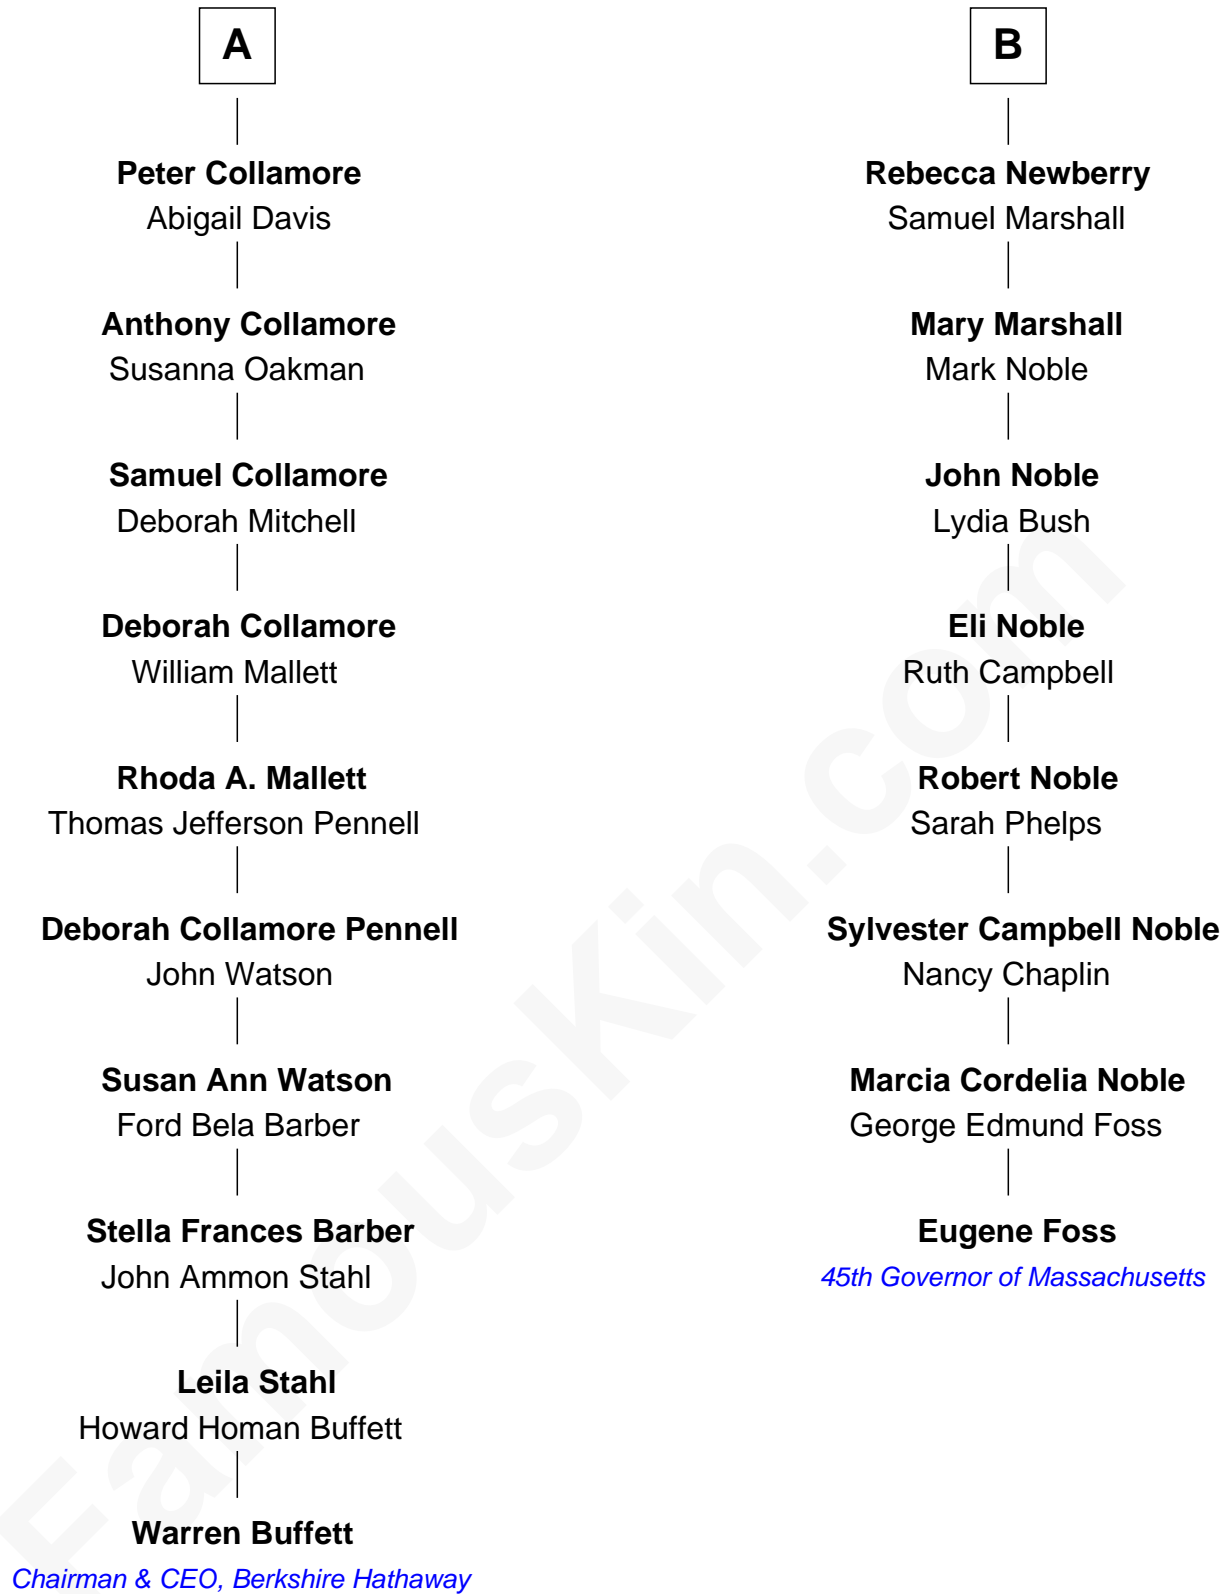 A
Peter Collamore
Abigail Davis
Anthony Collamore
Susanna Oakman
Samuel Collamore
Deborah Mitchell
Deborah Collamore
William Mallett
Rhoda A. Mallett
Thomas Jefferson Pennell
Deborah Collamore Pennell
John Watson
Susan Ann Watson
Ford Bela Barber
Stella Frances Barber
John Ammon Stahl
Leila Stahl
Howard Homan Buffett
Warren Buffett
Chairman & CEO, Berkshire Hathaway
B
Rebecca Newberry
Samuel Marshall
Mary Marshall
Mark Noble
John Noble
Lydia Bush
Eli Noble
Ruth Campbell
Robert Noble
Sarah Phelps
Sylvester Campbell Noble
Nancy Chaplin
Marcia Cordelia Noble
George Edmund Foss
Eugene Foss
45th Governor of Massachusetts
FamousKin.com